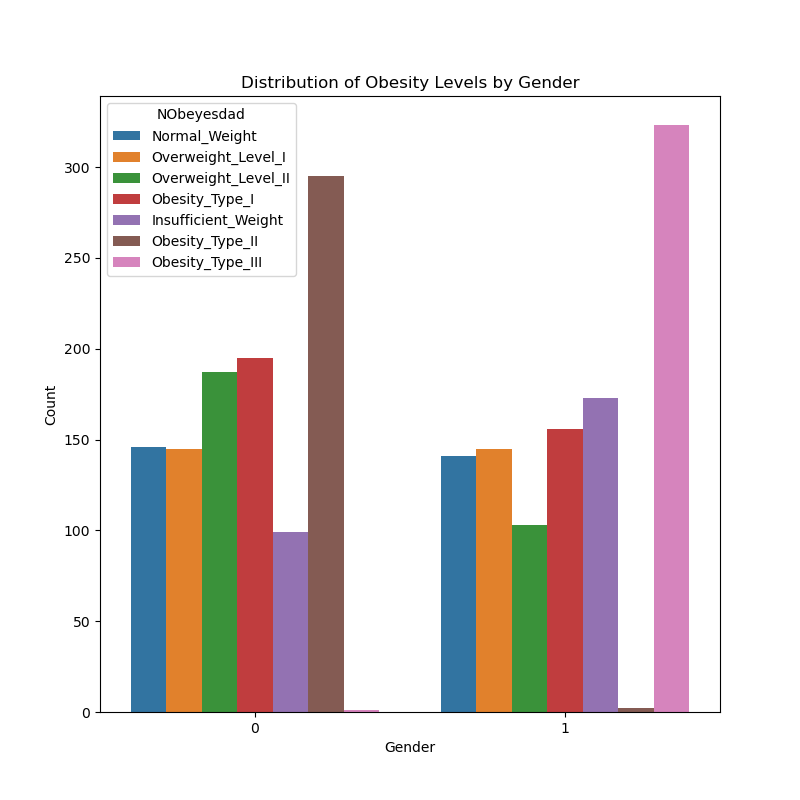 Distribution of Obesity Levels by Gender
NObeyesdad
Normal_Weight
Overweight_Level_I
Overweight_Level_II
Obesity_Type_I
Insufficient_Weight
Obesity_Type_II
Obesity_Type_III
300
250
200
150
100
50
0
Count
0 1
Gender